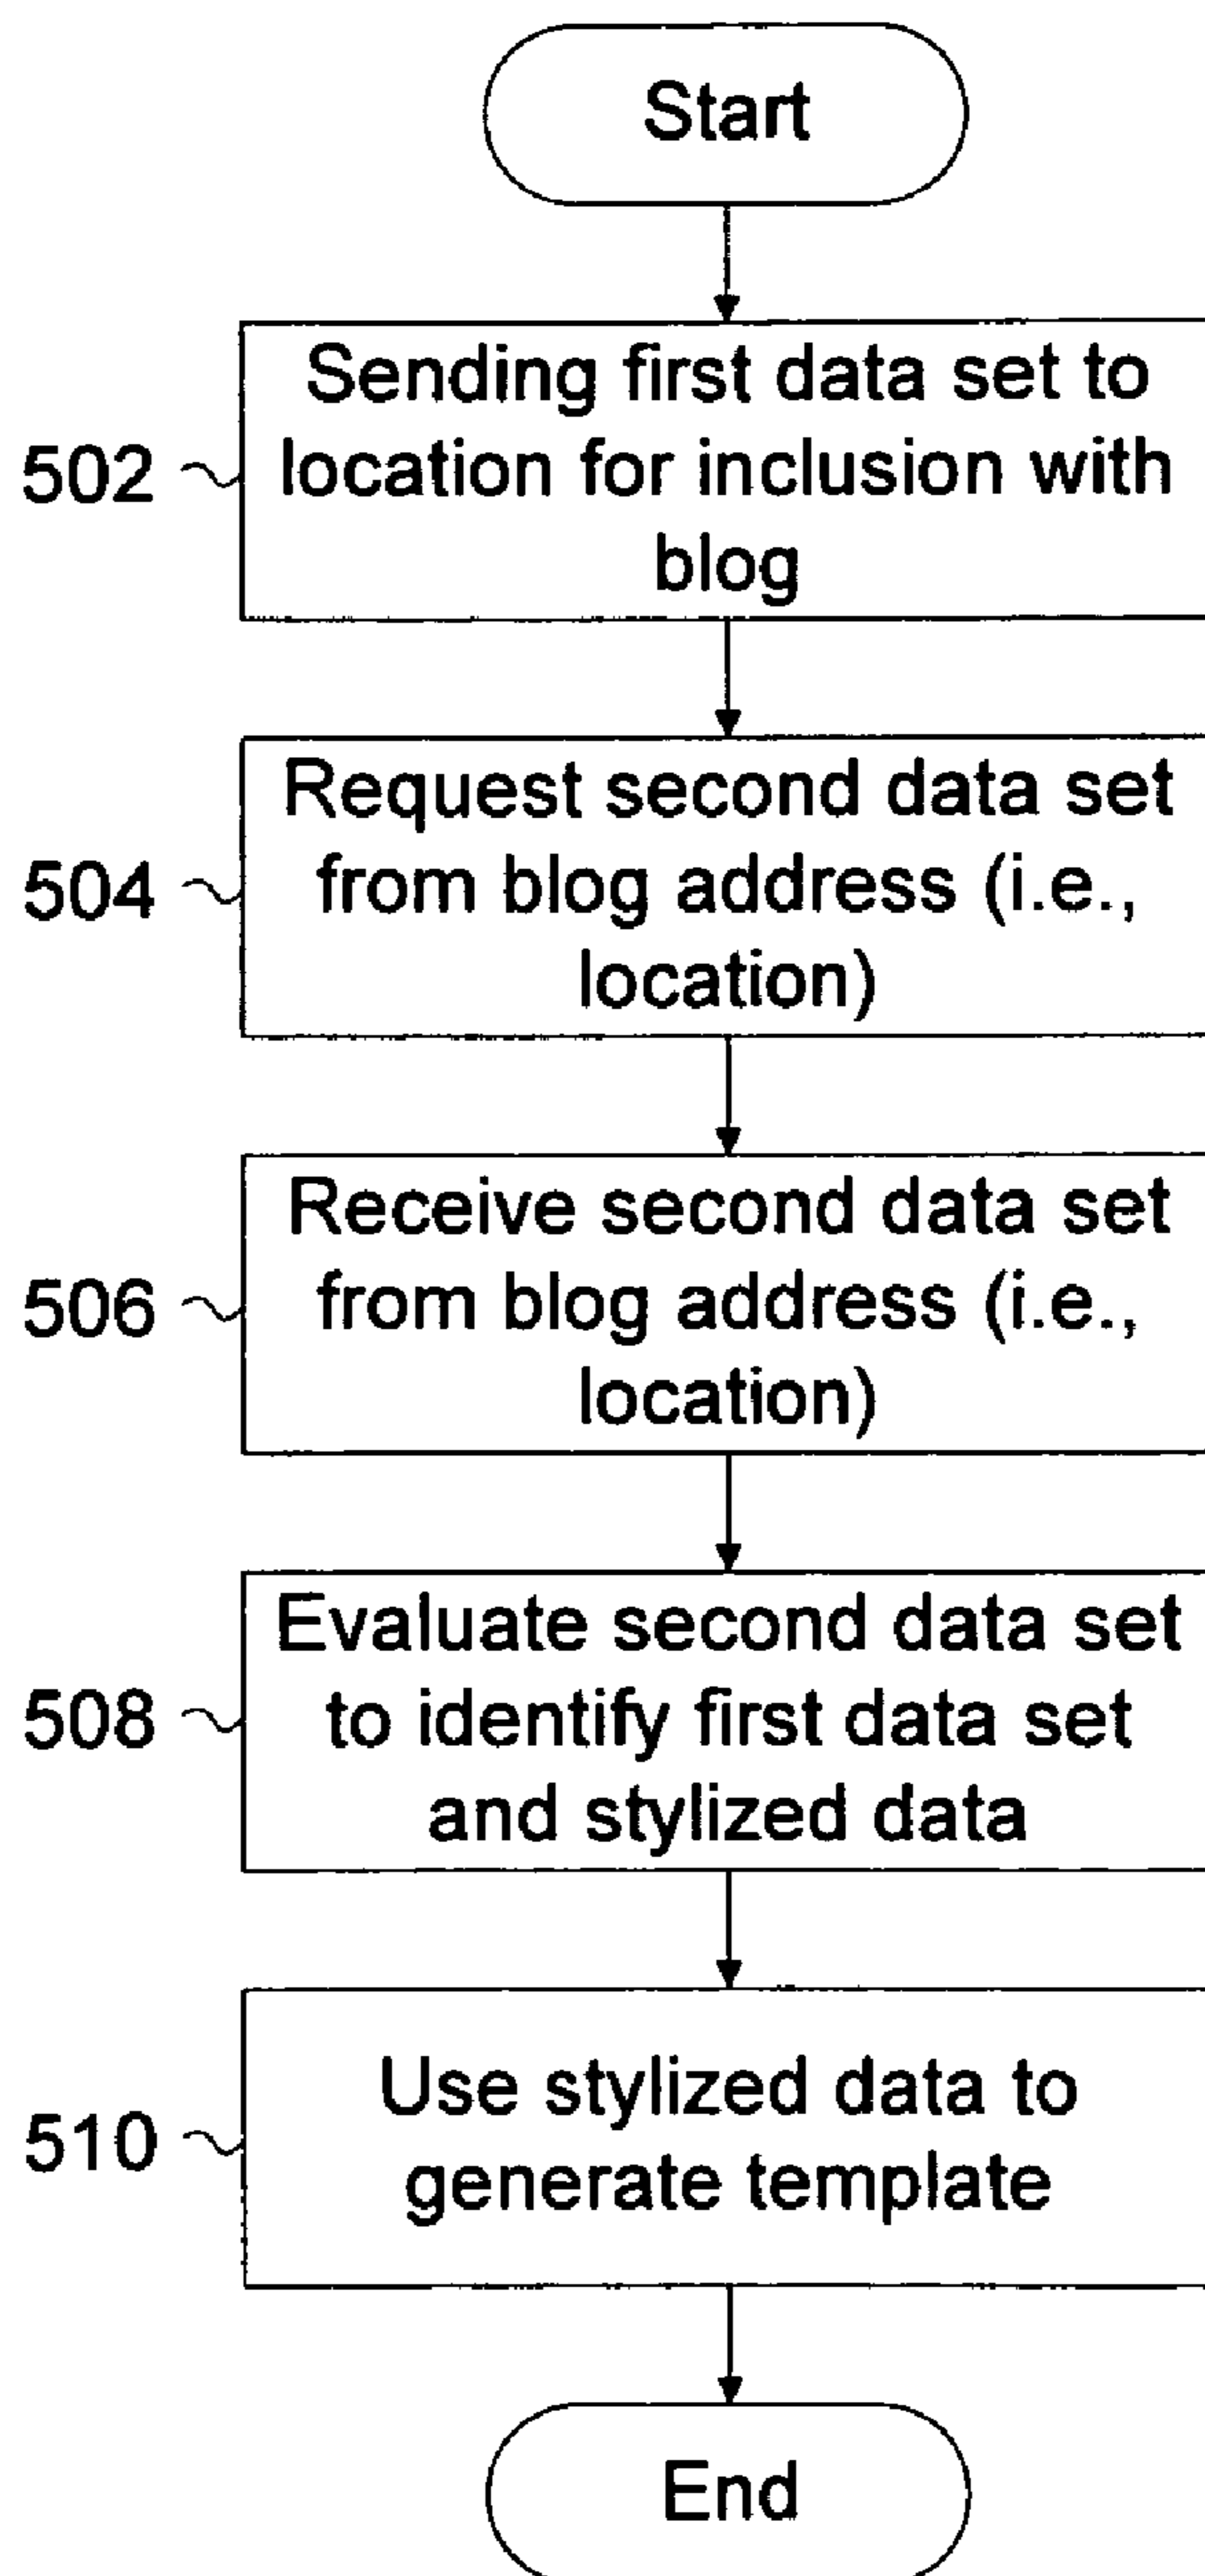 Start
Sending first data set to
502
location for inclusion with
blog
Request second data set
504
from blog address (i.e.,
location)
Receive second data set
506
from blog address (i.e.,
location)
Evaluate second data set
508
to identify first data set
and stylized data
Use stylized data to
510
generate template
End